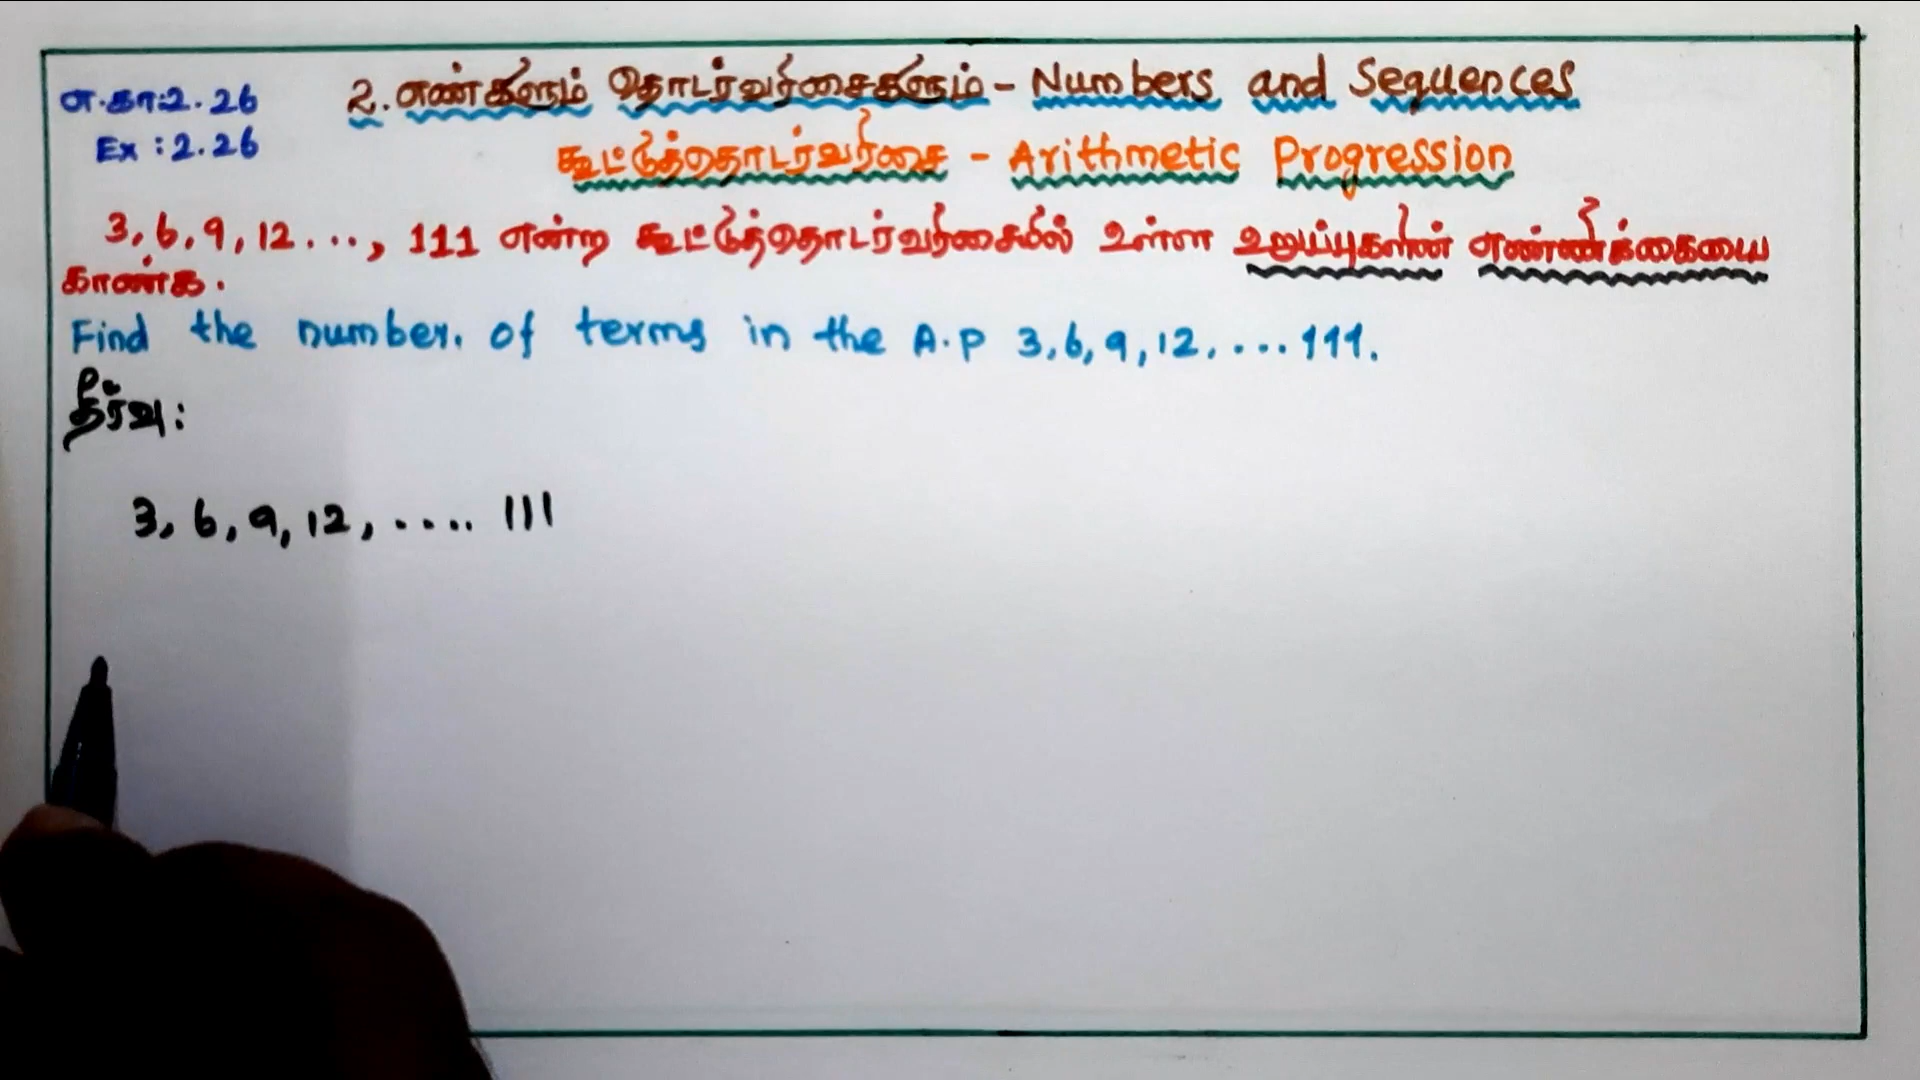 எ.கா:2.26
Ex : 2.26
2. எண்களும் தொடர்வரிசைகளும் - Numbers and Sequences
கூட்டுத்தொடர்வரிசை - Arithmetic Progression
3, 6, 9, 12 . . ., 111 என்ற கூட்டுத்தொடர்வரிசையில் உள்ள உறுப்புகளின் எண்ணிக்கையை
காண்க.
Find the number. of terms in the A.P 3, 6, 9, 12, . . . 111.
தீர்வு :
3, 6, 9, 12, .... 111